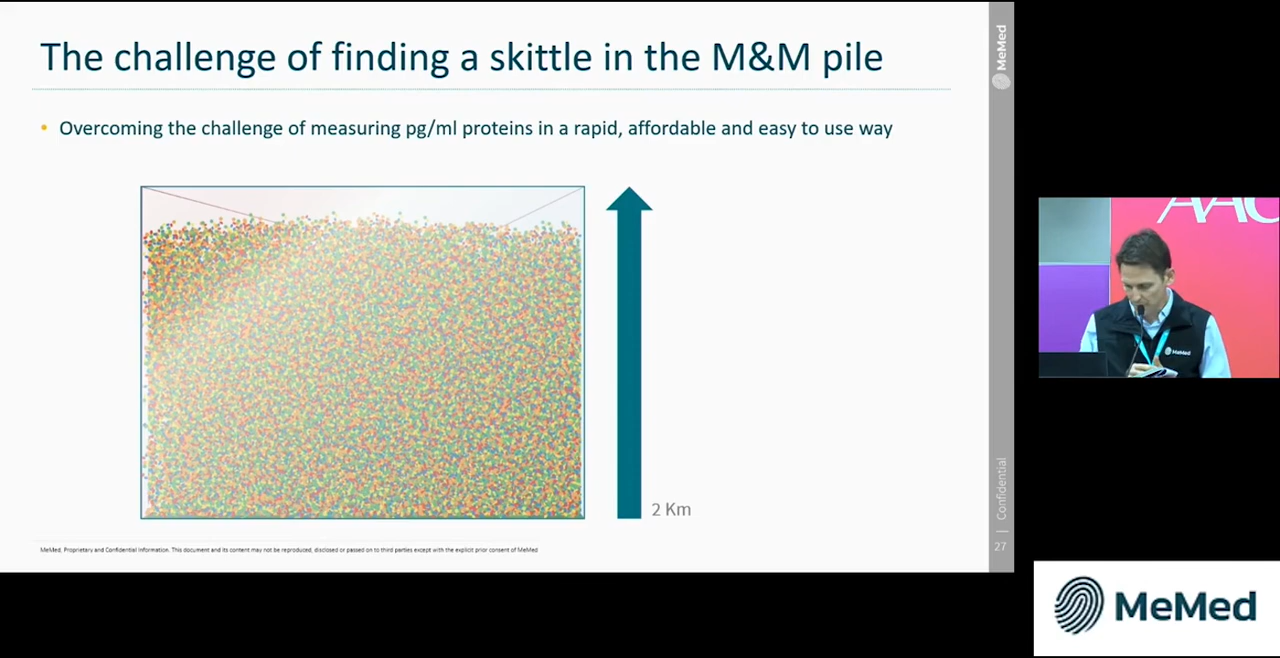 The challenge of finding a skittle in the M&M pile
• Overcoming the challenge of measuring pg/ml proteins in a rapid, affordable and easy to use way
2 Km
MeMed, Proprietary and Confidential Information. This document and its content may not be reproduced, disclosed or passed on to third parties except with the explicit prior consent of MeMed
MeMed
Confidential
27
AAC
MeMed
MeMed